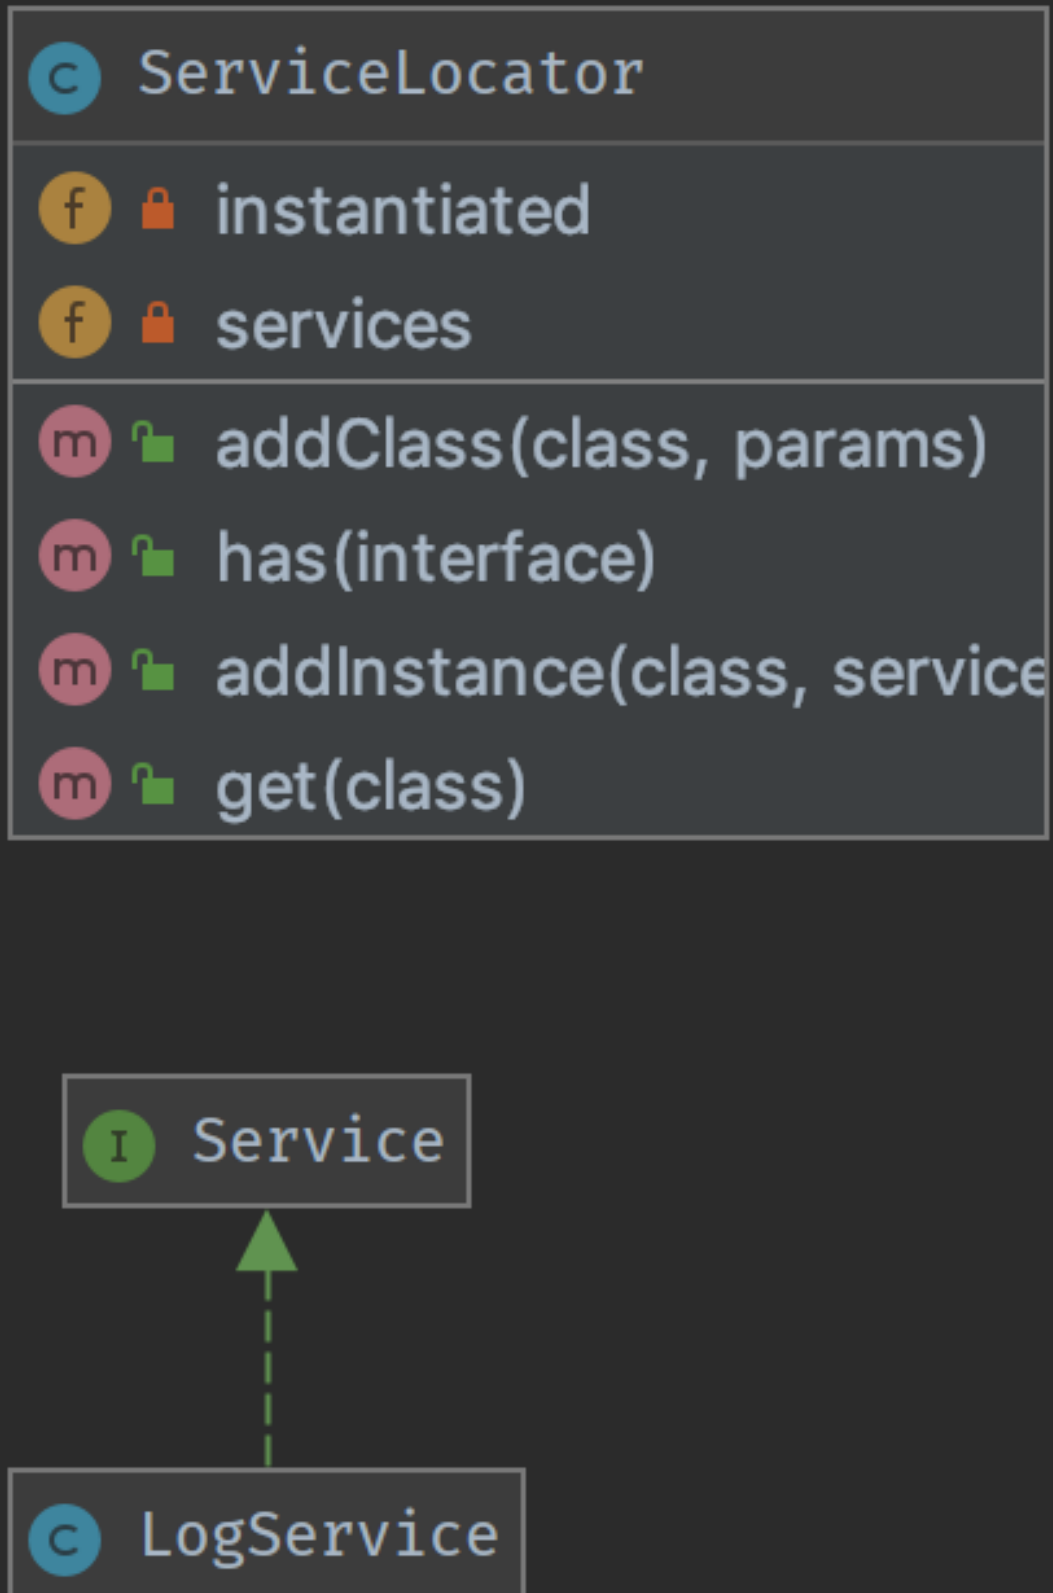 C ServiceLocator
f instantiated
f services
m addClass(class, params)
m has(interface)
m addInstance(class, service
m get(class)
I Service
C LogService